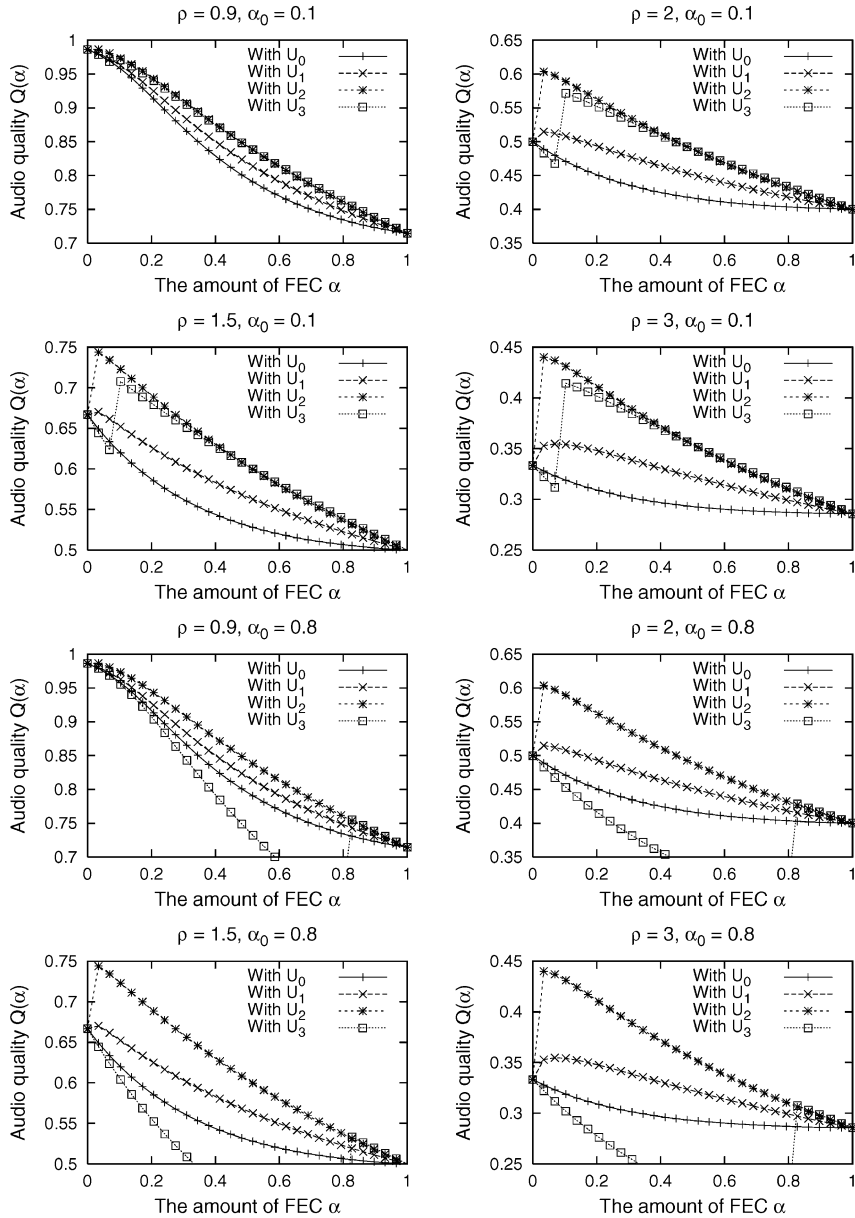 ρ = 0.9, α0 = 0.1
Audio quality Q(α)
1
0.95
0.9
0.85
0.8
0.75
0.7
With U0
With U1
With U2
With U3
0 0.2 0.4 0.6 0.8 1
The amount of FEC α
ρ = 2, α0 = 0.1
Audio quality Q(α)
0.65
0.6
0.55
0.5
0.45
0.4
0.35
With U0
With U1
With U2
With U3
0 0.2 0.4 0.6 0.8 1
The amount of FEC α
ρ = 1.5, α0 = 0.1
Audio quality Q(α)
0.75
0.7
0.65
0.6
0.55
0.5
With U0
With U1
With U2
With U3
0 0.2 0.4 0.6 0.8 1
The amount of FEC α
ρ = 3, α0 = 0.1
Audio quality Q(α)
0.45
0.4
0.35
0.3
0.25
With U0
With U1
With U2
With U3
0 0.2 0.4 0.6 0.8 1
The amount of FEC α
ρ = 0.9, α0 = 0.8
Audio quality Q(α)
1
0.95
0.9
0.85
0.8
0.75
0.7
With U0
With U1
With U2
With U3
0 0.2 0.4 0.6 0.8 1
The amount of FEC α
ρ = 2, α0 = 0.8
Audio quality Q(α)
0.65
0.6
0.55
0.5
0.45
0.4
0.35
With U0
With U1
With U2
With U3
0 0.2 0.4 0.6 0.8 1
The amount of FEC α
ρ = 1.5, α0 = 0.8
Audio quality Q(α)
0.75
0.7
0.65
0.6
0.55
0.5
With U0
With U1
With U2
With U3
0 0.2 0.4 0.6 0.8 1
The amount of FEC α
ρ = 3, α0 = 0.8
Audio quality Q(α)
0.45
0.4
0.35
0.3
0.25
With U0
With U1
With U2
With U3
0 0.2 0.4 0.6 0.8 1
The amount of FEC α